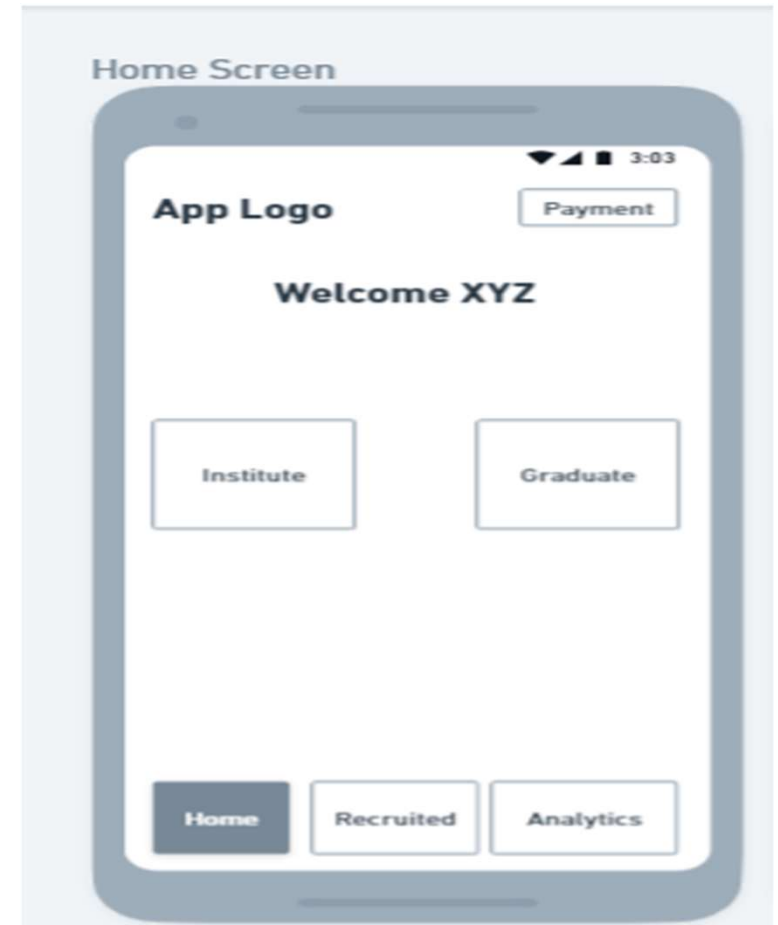 Home Screen
3:03
App Logo Payment
Welcome XYZ
Institute Graduate
Home Recruited Analytics